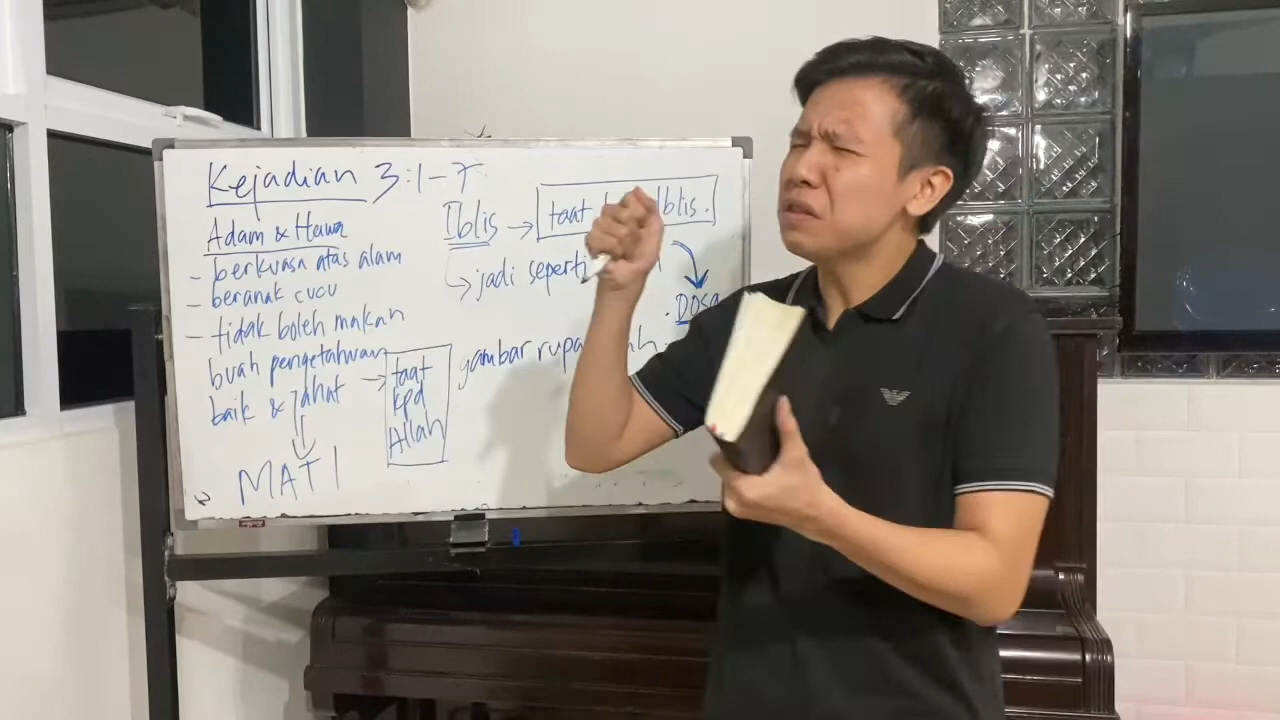 Kejadian 3:1-7
Adam & Hawa
- berkuasa atas alam
- beranak cucu
- tidak boleh makan
buah pengetahuan
baik & Jahat
MATI
→ taat
kpd
Allah
Iblis → taat Iblis.
jadi seperti
Dosa
gambar rupa